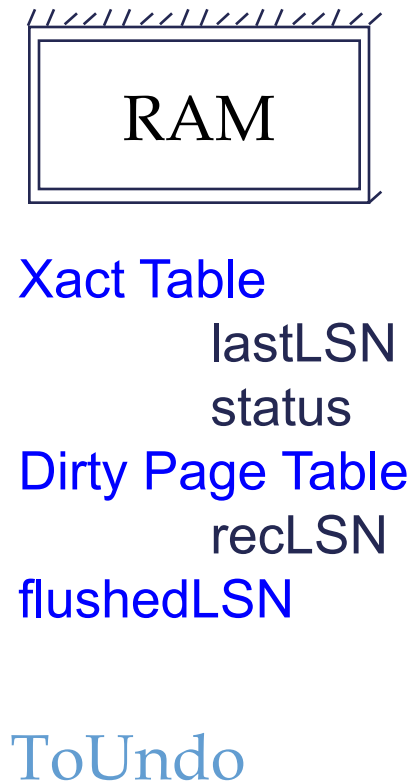 RAM
Xact Table
lastLSN
status
Dirty Page Table
recLSN
flushedLSN
ToUndo